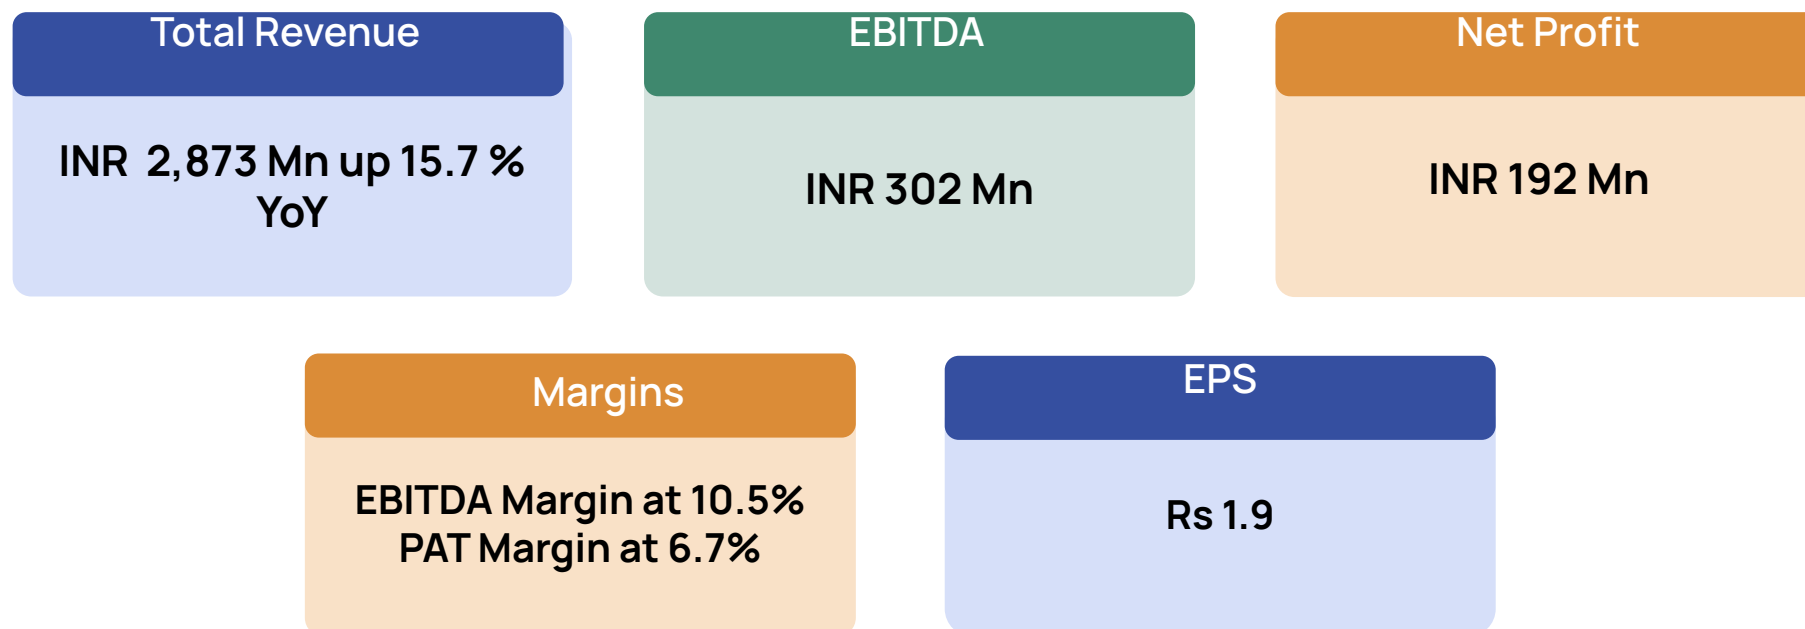 Total Revenue
INR 2,873 Mn up 15.7 %
YoY
EBITDA
INR 302 Mn
Net Profit
INR 192 Mn
Margins
EBITDA Margin at 10.5%
PAT Margin at 6.7%
EPS
Rs 1.9